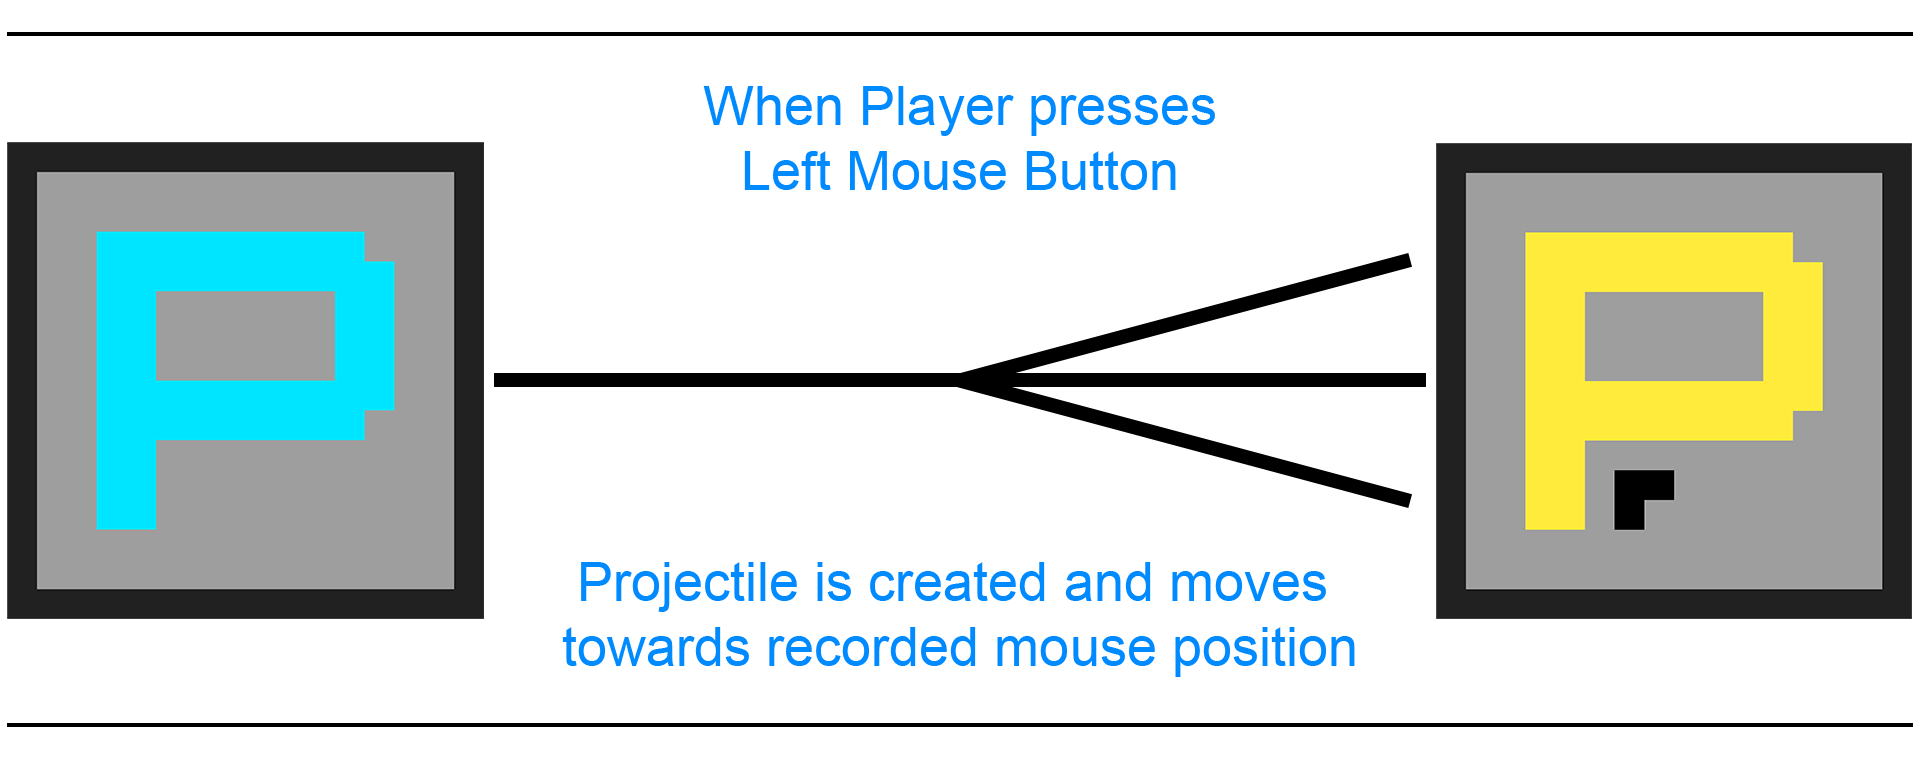 When Player presses
Left Mouse Button
P
P
Projectile is created and moves
towards recorded mouse position